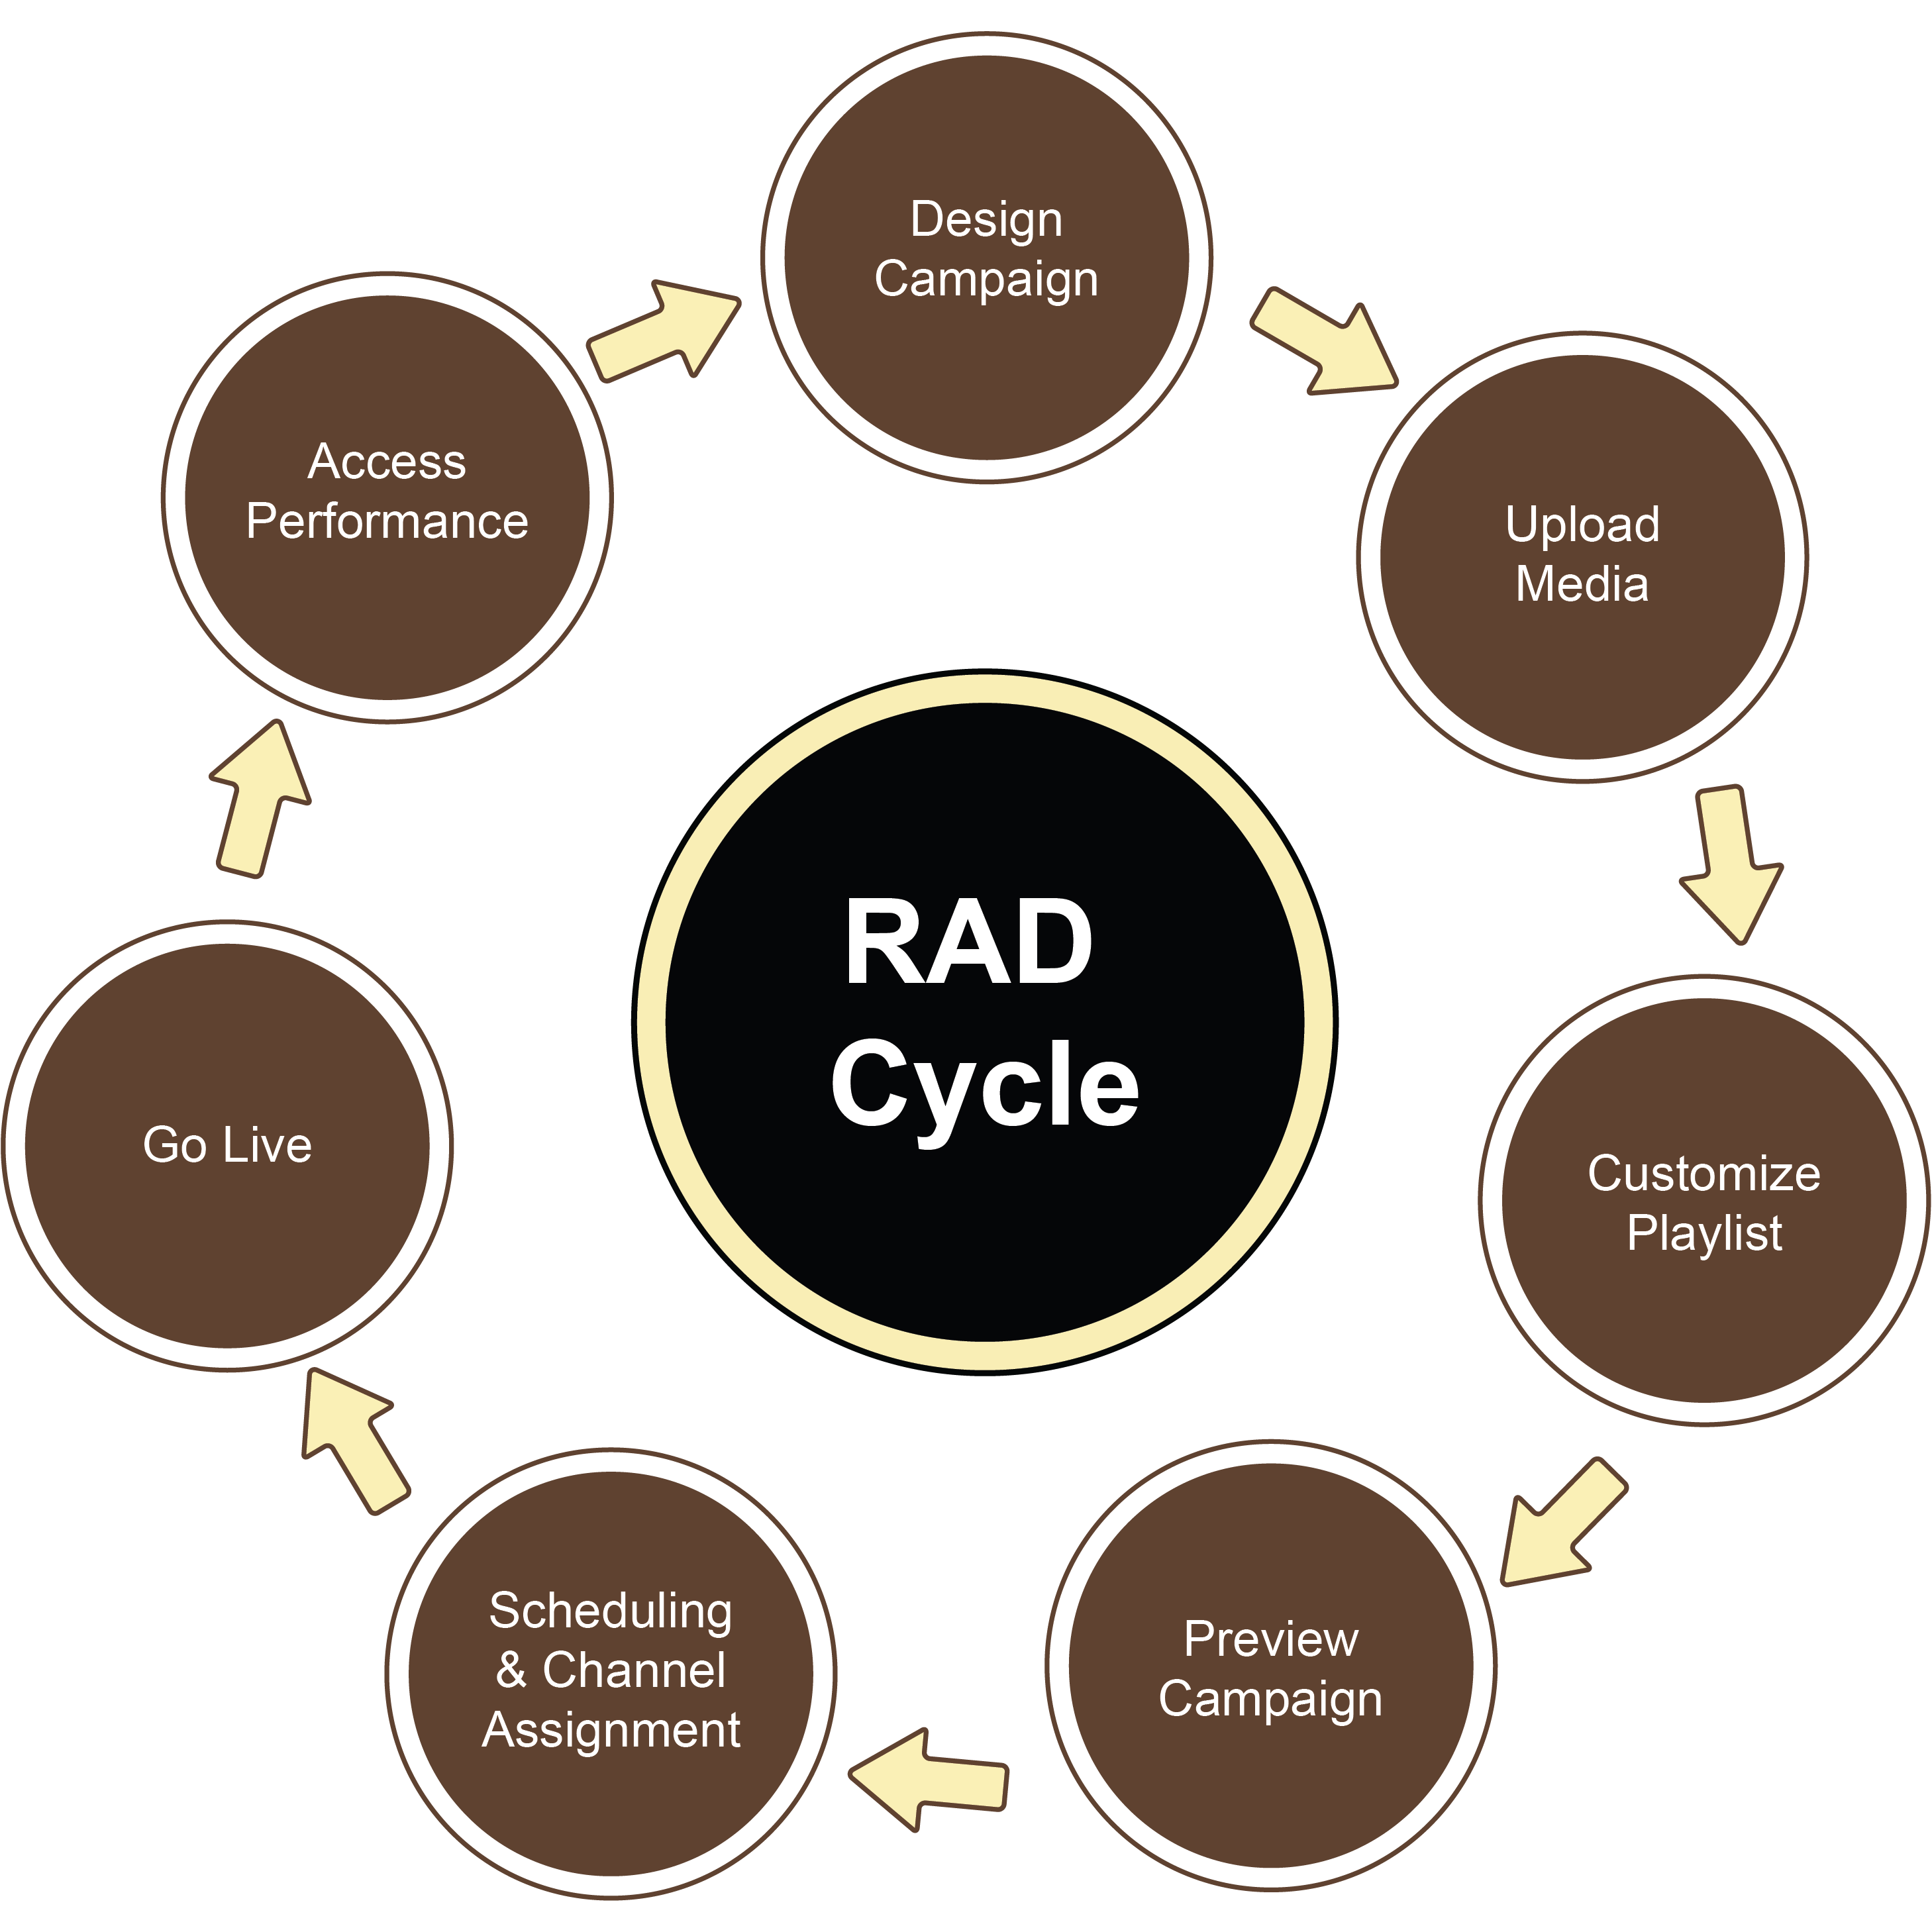 Design
Campaign
Upload
Media
Customize
Playlist
Preview
Campaign
Scheduling
& Channel
Assignment
Go Live
Access
Performance
RAD
Cycle